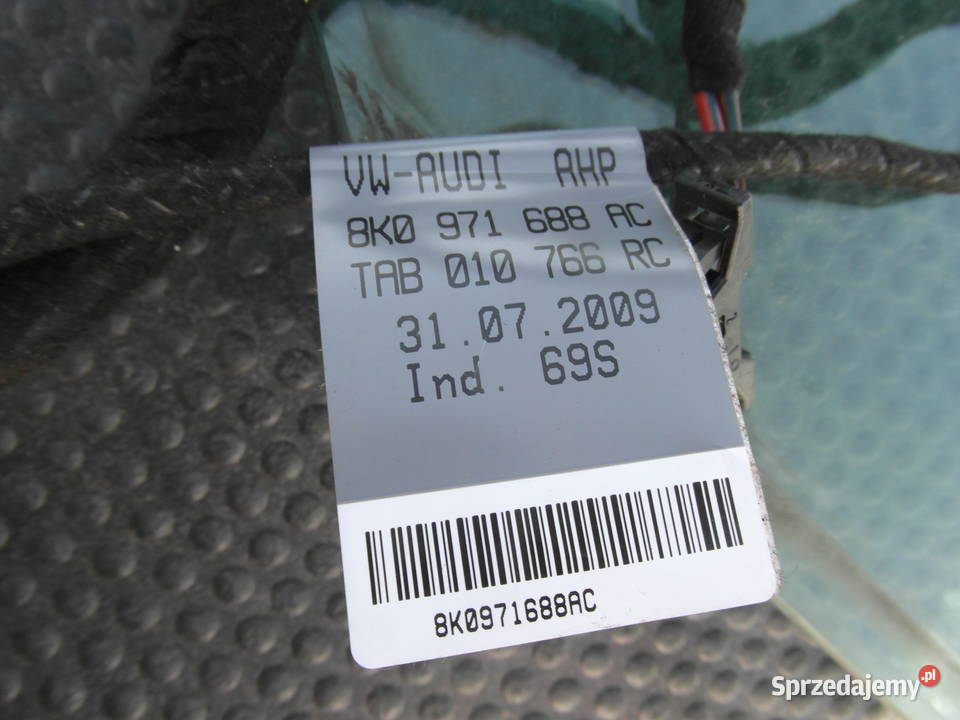 VW-AUDI AHP
8K0 971 688 AC
TAB 010 766 RC
31.07.2009
Ind. 69S
8K0971688AC
Sprzedajemy.pl